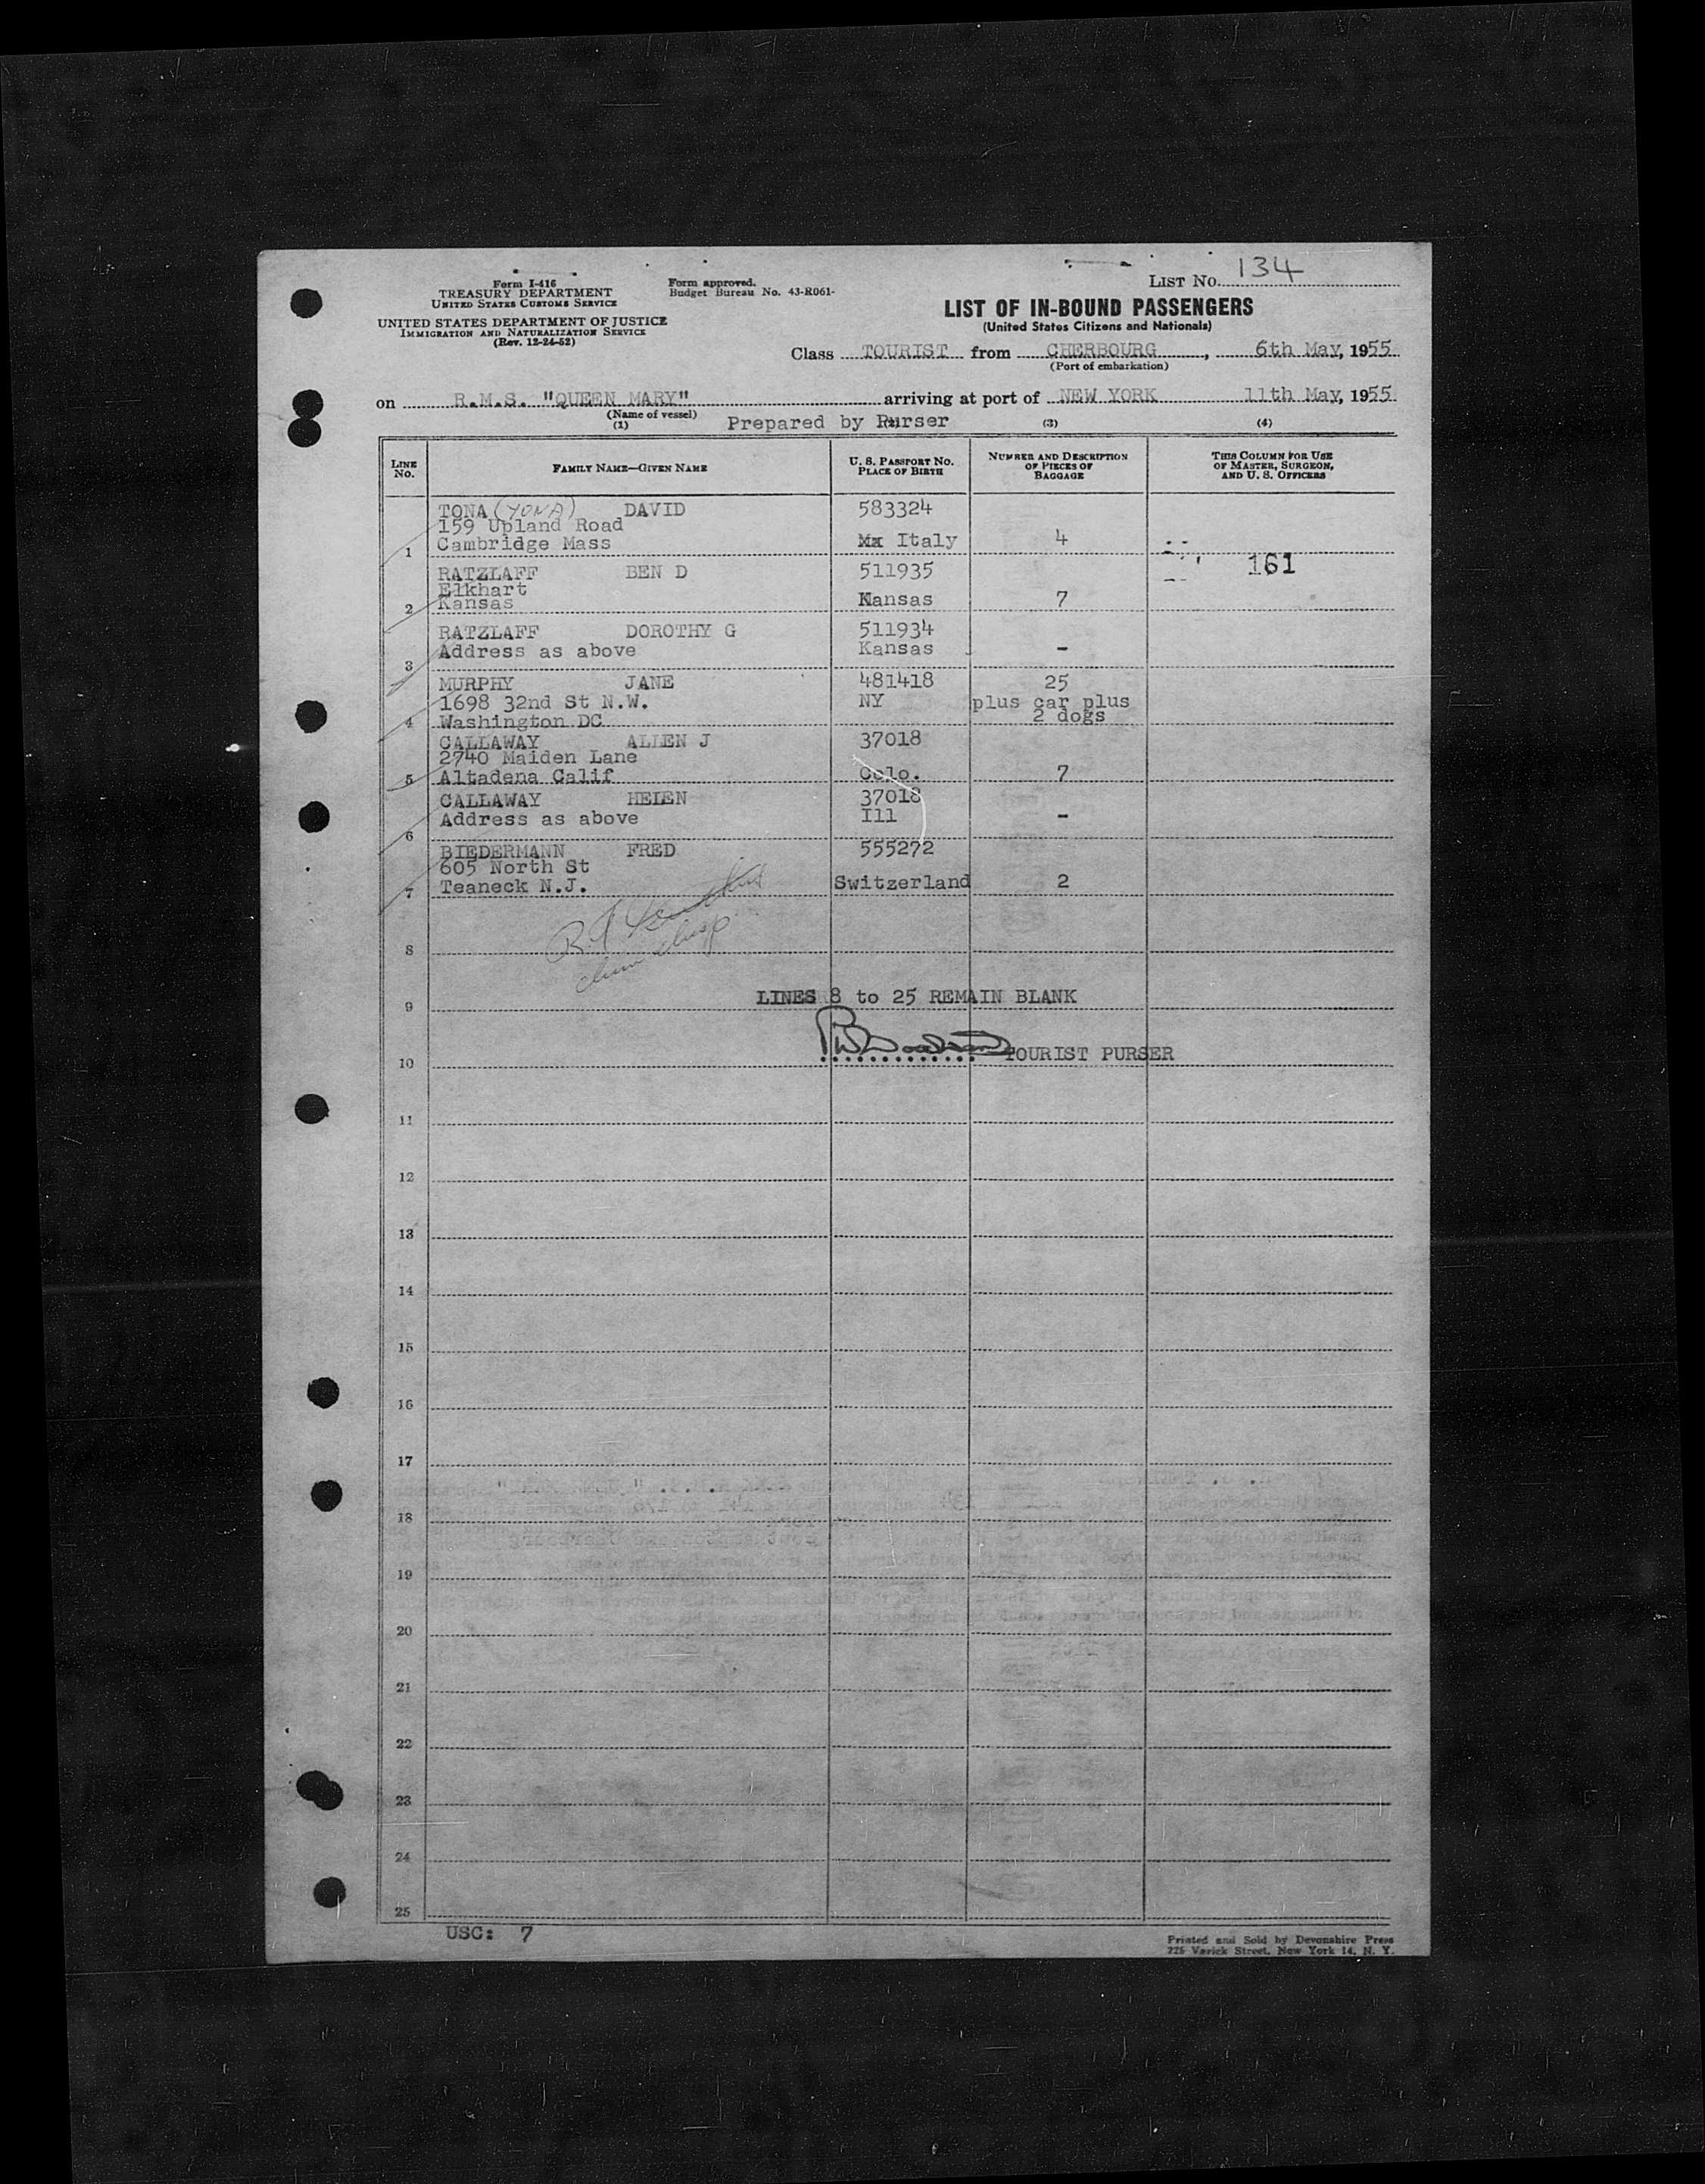 Form I-416
TREASURY DEPARTMENT
UNITED STATES CUSTOMS SERVICE
UNITED STATES DEPARTMENT OF JUSTICE
IMMIGRATION AND NATURALIZATION SERVICE
(Rev. 12-24-52)
Form approved.
Budget Bureau No. 43-R061-
LIST No. 134
LIST OF IN-BOUND PASSENGERS
(United States Citizens and Nationals)
Class TOURIST from CHERBOURG, 6th May, 1955
(Port of embarkation)
on R.M.S. "QUEEN MARY" arriving at port of NEW YORK 11th May, 1955
(Name of vessel)
(1) Prepared by Purser (3) (4)
LINE No. FAMILY NAME—GIVEN NAME U. S. PASSPORT No. PLACE OF BIRTH NUMBER AND DESCRIPTION OF PIECES OF BAGGAGE THIS COLUMN FOR USE OF MASTER, SURGEON, AND U. S. OFFICERS
TONA (YONA) DAVID 583324
159 Upland Road
1 Cambridge Mass Italy 4
161
RATZLAFF BEN D 511935
Elkhart
2 Kansas Kansas 7
RATZLAFF DOROTHY G 511934
Address as above Kansas -
3
MURPHY JANE 481418 25
1698 32nd St N.W. NY plus car plus
4 Washington DC 2 dogs
CALLAWAY ALLEN J 37018
2740 Maiden Lane
5 Altadena Calif Colo. 7
CALLAWAY HELEN 37018
Address as above Ill -
6
BIEDERMANN FRED 555272
605 North St
7 Teaneck N.J. Switzerland 2
8
LINES 8 to 25 REMAIN BLANK
9
TOURIST PURSER
10
11
12
13
14
15
16
17
18
19
20
21
22
23
24
25
USC: 7
Printed and Sold by Devonshire Press
225 Varick Street, New York 14, N. Y.